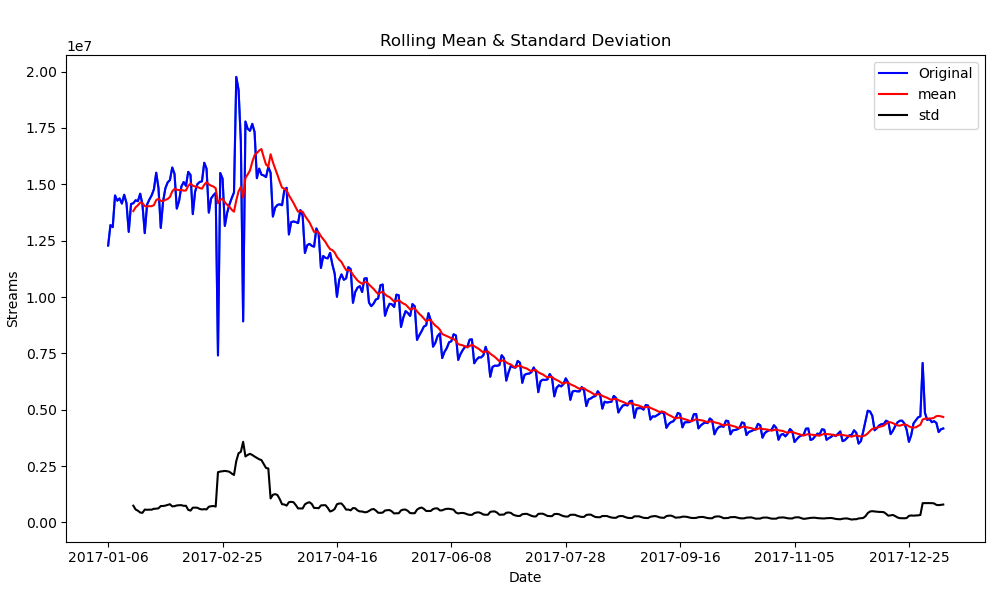 Rolling Mean & Standard Deviation
1e7
2.00
1.75
1.50
1.25
1.00
0.75
0.50
0.25
0.00
Streams
Original
mean
std
2017-01-06 2017-02-25 2017-04-16 2017-06-08 2017-07-28 2017-09-16 2017-11-05 2017-12-25
Date